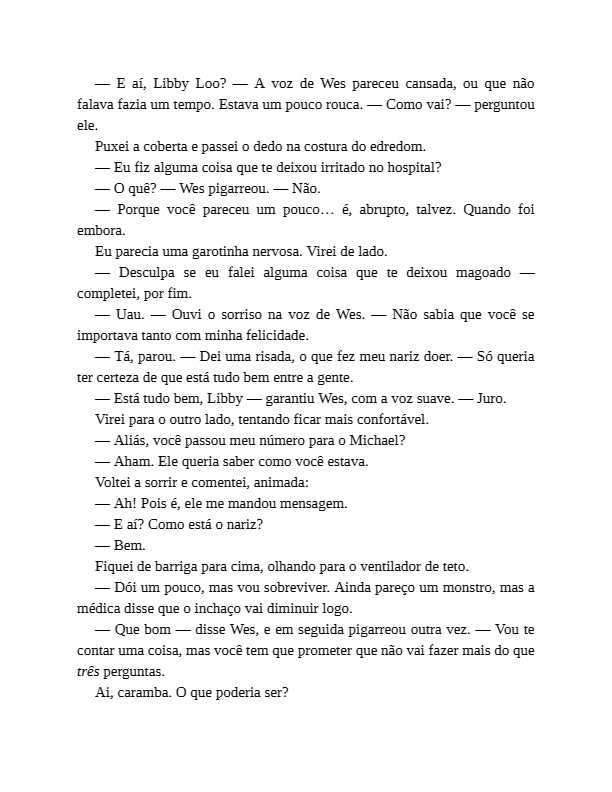 — E aí, Libby Loo? — A voz de Wes pareceu cansada, ou que não
falava fazia um tempo. Estava um pouco rouca. — Como vai? — perguntou
ele.
Puxei a coberta e passei o dedo na costura do edredom.
— Eu fiz alguma coisa que te deixou irritado no hospital?
— O quê? — Wes pigarreou. — Não.
— Porque você pareceu um pouco… é, abrupto, talvez. Quando foi
embora.
Eu parecia uma garotinha nervosa. Virei de lado.
— Desculpa se eu falei alguma coisa que te deixou magoado —
completei, por fim.
— Uau. — Ouvi o sorriso na voz de Wes. — Não sabia que você se
importava tanto com minha felicidade.
— Tá, parou. — Dei uma risada, o que fez meu nariz doer. — Só queria
ter certeza de que está tudo bem entre a gente.
— Está tudo bem, Libby — garantiu Wes, com a voz suave. — Juro.
Virei para o outro lado, tentando ficar mais confortável.
— Aliás, você passou meu número para o Michael?
— Aham. Ele queria saber como você estava.
Voltei a sorrir e comentei, animada:
— Ah! Pois é, ele me mandou mensagem.
— E aí? Como está o nariz?
— Bem.
Fiquei de barriga para cima, olhando para o ventilador de teto.
— Dói um pouco, mas vou sobreviver. Ainda pareço um monstro, mas a
médica disse que o inchaço vai diminuir logo.
— Que bom — disse Wes, e em seguida pigarreou outra vez. — Vou te
contar uma coisa, mas você tem que prometer que não vai fazer mais do que
três perguntas.
Ai, caramba. O que poderia ser?